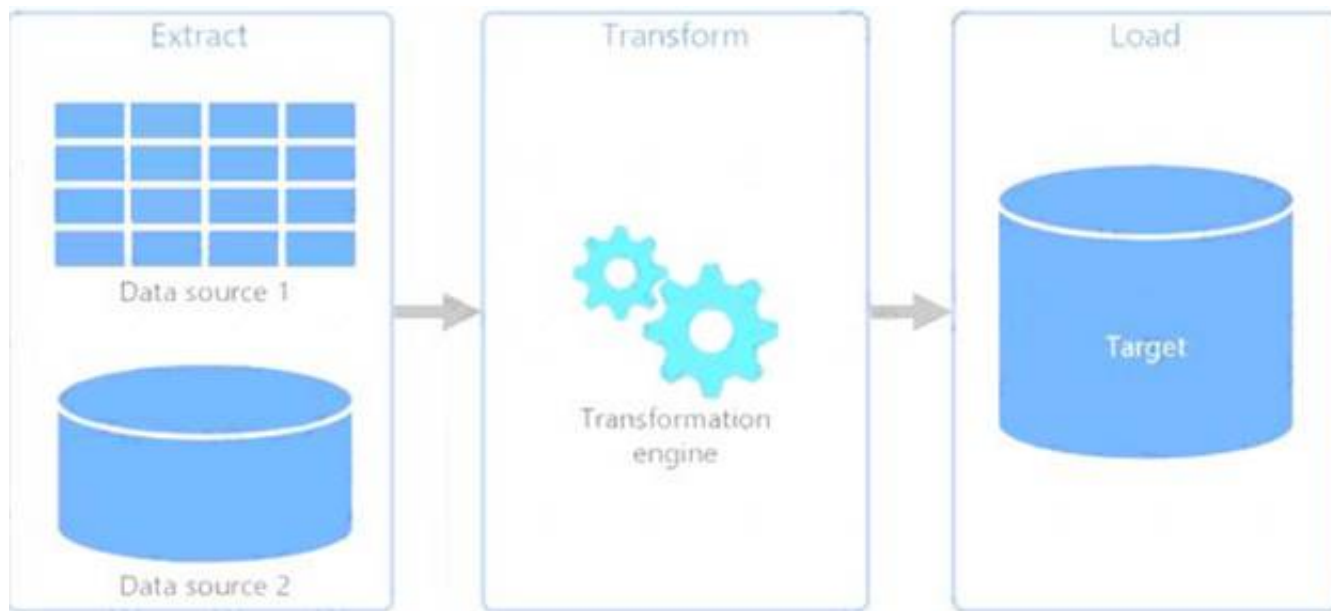 Extract
Data source 1
Data source 2
Transform
Transformation
engine
Load
Target